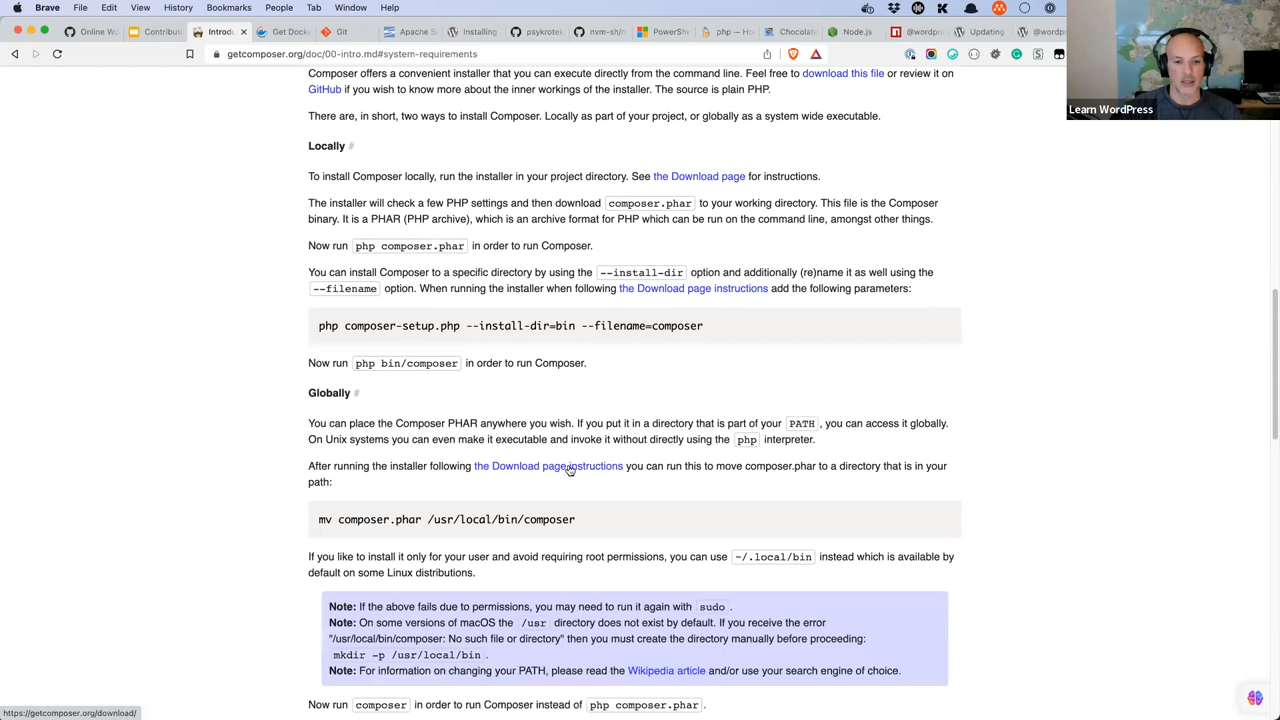 Brave File Edit View History Bookmarks People Tab Window Help
Online Wo
Contribut
Introdu
Get Dock
Git
Apache S
Installing
psykrotek
nvm-sh/n
PowerShe
php –
Chocolat
Node.js
@wordpr
Updating
@wordp
getcomposer.org/doc/00-intro.md#system-requirements
Learn WordPress
Composer offers a convenient installer that you can execute directly from the command line. Feel free to download this file or review it on
GitHub if you wish to know more about the inner workings of the installer. The source is plain PHP.
There are, in short, two ways to install Composer. Locally as part of your project, or globally as a system wide executable.
Locally #
To install Composer locally, run the installer in your project directory. See the Download page for instructions.
The installer will check a few PHP settings and then download composer.phar to your working directory. This file is the Composer
binary. It is a PHAR (PHP archive), which is an archive format for PHP which can be run on the command line, amongst other things.
Now run php composer.phar in order to run Composer.
You can install Composer to a specific directory by using the --install-dir option and additionally (re)name it as well using the
--filename option. When running the installer when following the Download page instructions add the following parameters:
php composer-setup.php --install-dir=bin --filename=composer
Now run php bin/composer in order to run Composer.
Globally #
You can place the Composer PHAR anywhere you wish. If you put it in a directory that is part of your PATH, you can access it globally.
On Unix systems you can even make it executable and invoke it without directly using the php interpreter.
After running the installer following the Download page instructions you can run this to move composer.phar to a directory that is in your
path:
mv composer.phar /usr/local/bin/composer
If you like to install it only for your user and avoid requiring root permissions, you can use ~/.local/bin instead which is available by
default on some Linux distributions.
Note: If the above fails due to permissions, you may need to run it again with sudo.
Note: On some versions of macOS the /usr directory does not exist by default. If you receive the error
"/usr/local/bin/composer: No such file or directory" then you must create the directory manually before proceeding:
mkdir -p /usr/local/bin.
Note: For information on changing your PATH, please read the Wikipedia article and/or use your search engine of choice.
Now run composer in order to run Composer instead of php composer.phar.
https://getcomposer.org/download/